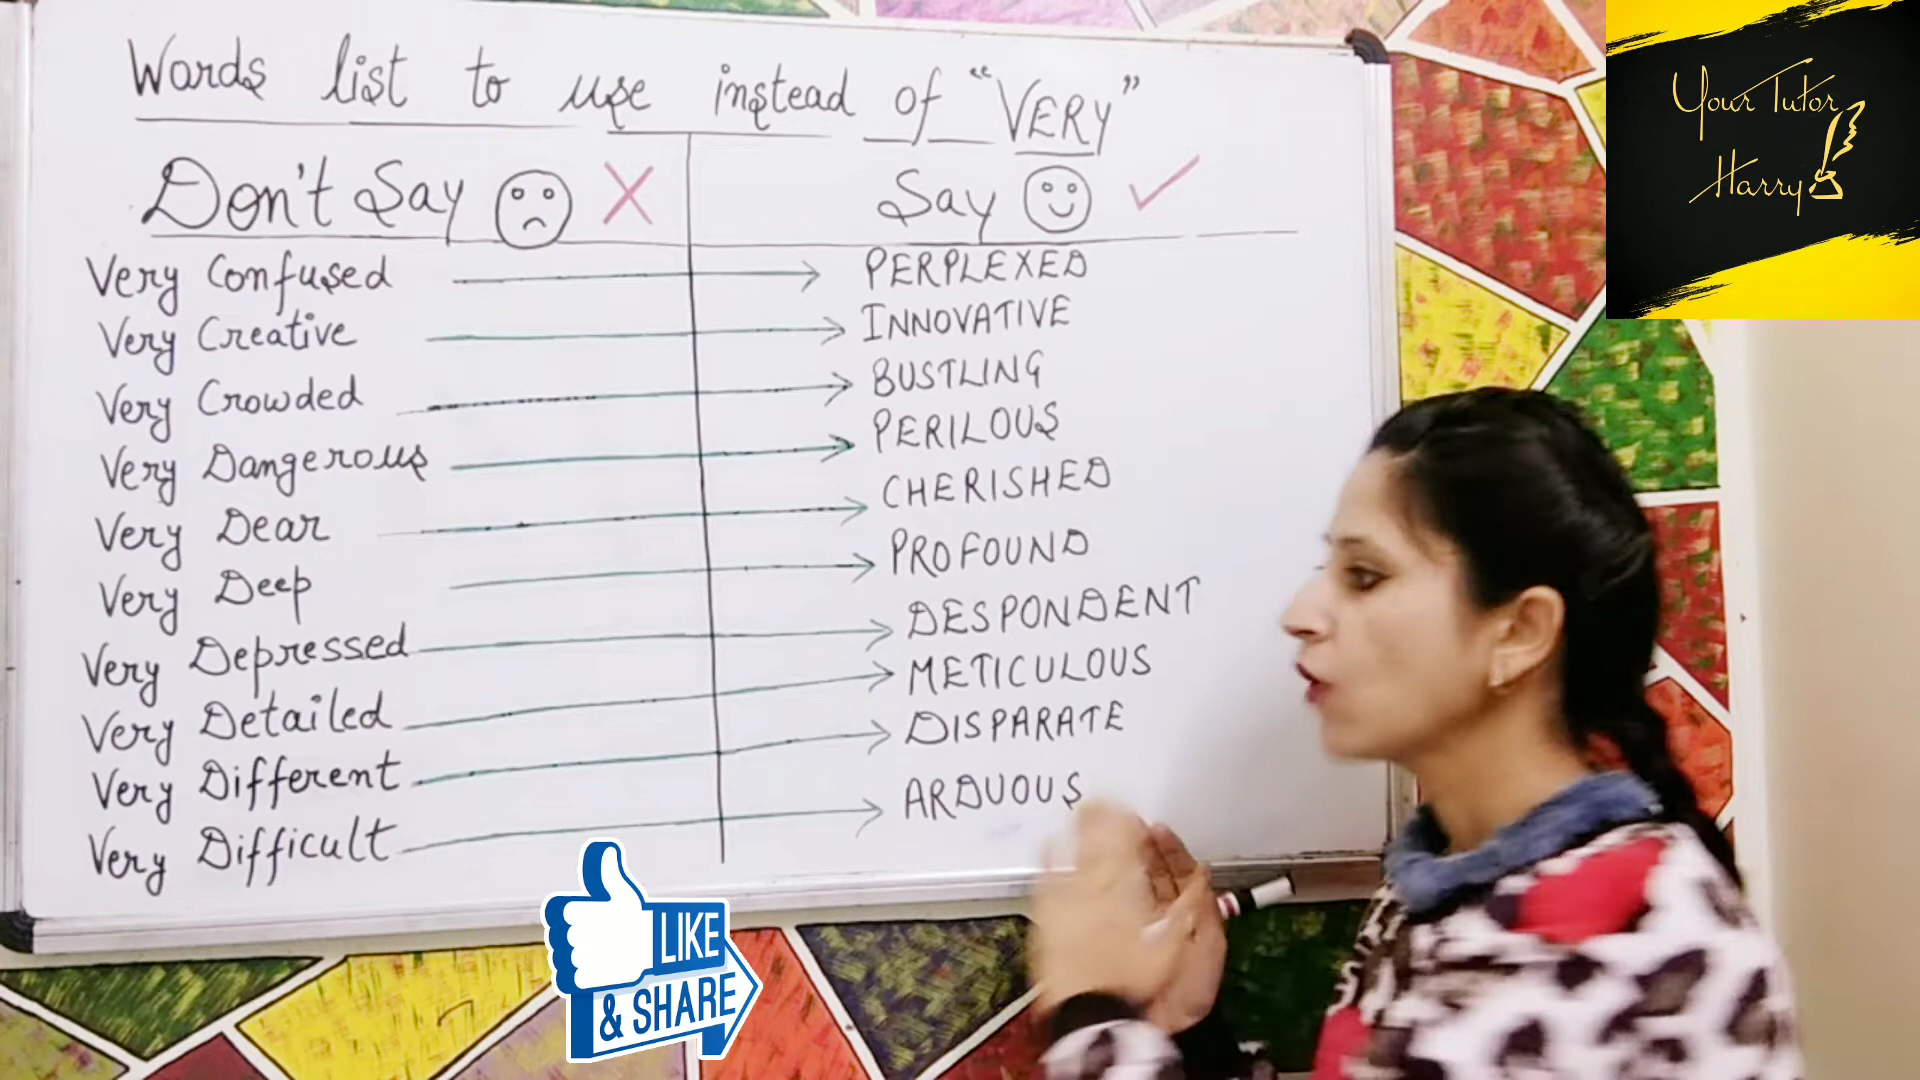 Words list to use instead of "VERY"
Don't Say X Say ✓
Very Confused → PERPLEXED
Very Creative → INNOVATIVE
Very Crowded → BUSTLING
Very Dangerous → PERILOUS
Very Dear → CHERISHED
Very Deep → PROFOUND
Very Depressed → DESPONDENT
Very Detailed → METICULOUS
Very Different → DISPARATE
Very Difficult → ARDUOUS
Your Tutor
Harry
LIKE
& SHARE